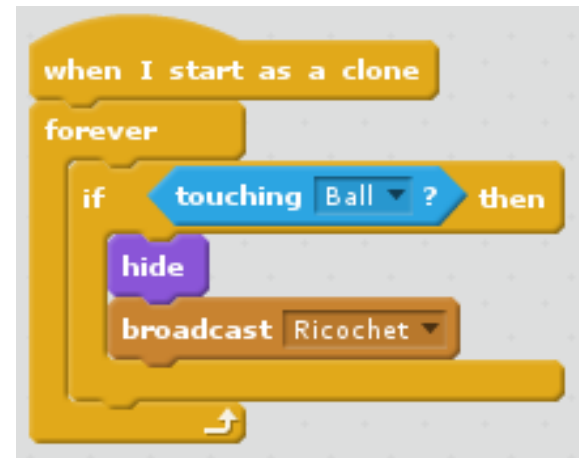 when I start as a clone
forever
if touching Ball ? then
hide
broadcast Ricochet